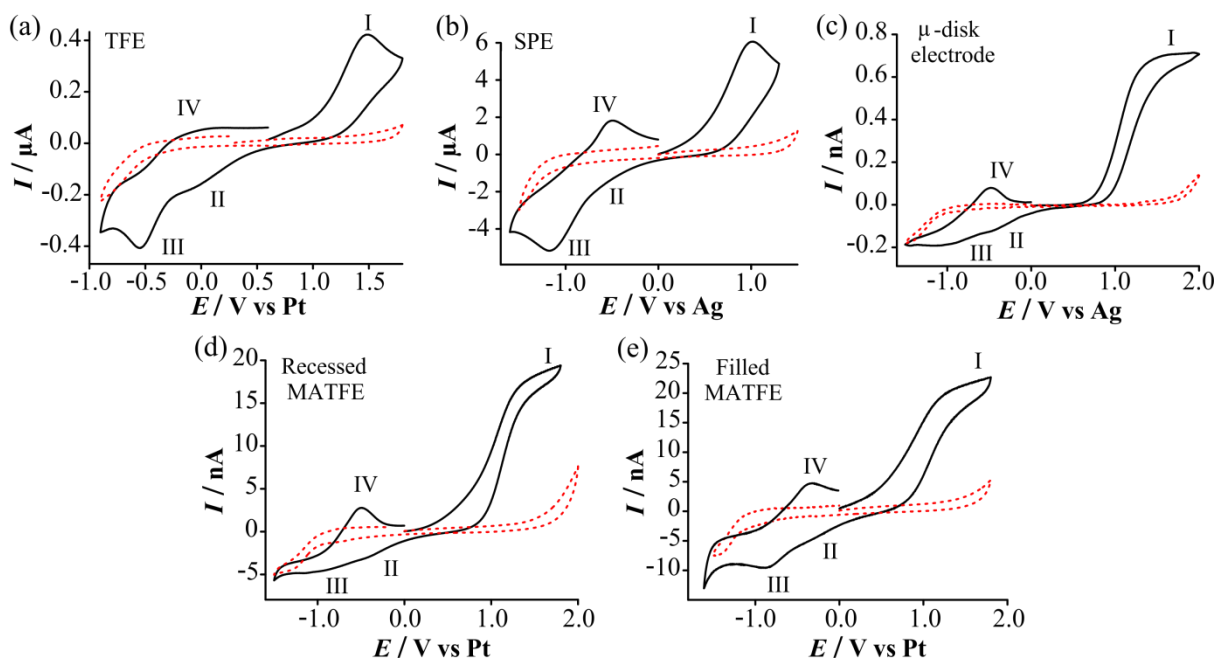 (a)
TFE
I
0.4
IV
0.0
-0.2
II
-0.4
III
-1.0 -0.5 0.0 0.5 1.0 1.5
I / μA
E / V vs Pt
(b)
SPE
I
6
4
IV
2
0
-2
II
-4
III
-1.0 0.0 1.0
I / μA
E / V vs Ag
(c)
μ-disk
electrode
I
0.8
0.6
0.4
0.2
IV
0.0
-0.2
III II
-1.0 0.0 1.0 2.0
I / nA
E / V vs Ag
(d)
Recessed
MATFE
I
20
15
10
5
IV
0
-5
III II
-1.0 0.0 1.0 2.0
I / nA
E / V vs Pt
(e)
Filled
MATFE
I
25
20
15
10
5
IV
0
-5
II
-10
III
-1.0 0.0 1.0 2.0
I / nA
E / V vs Pt